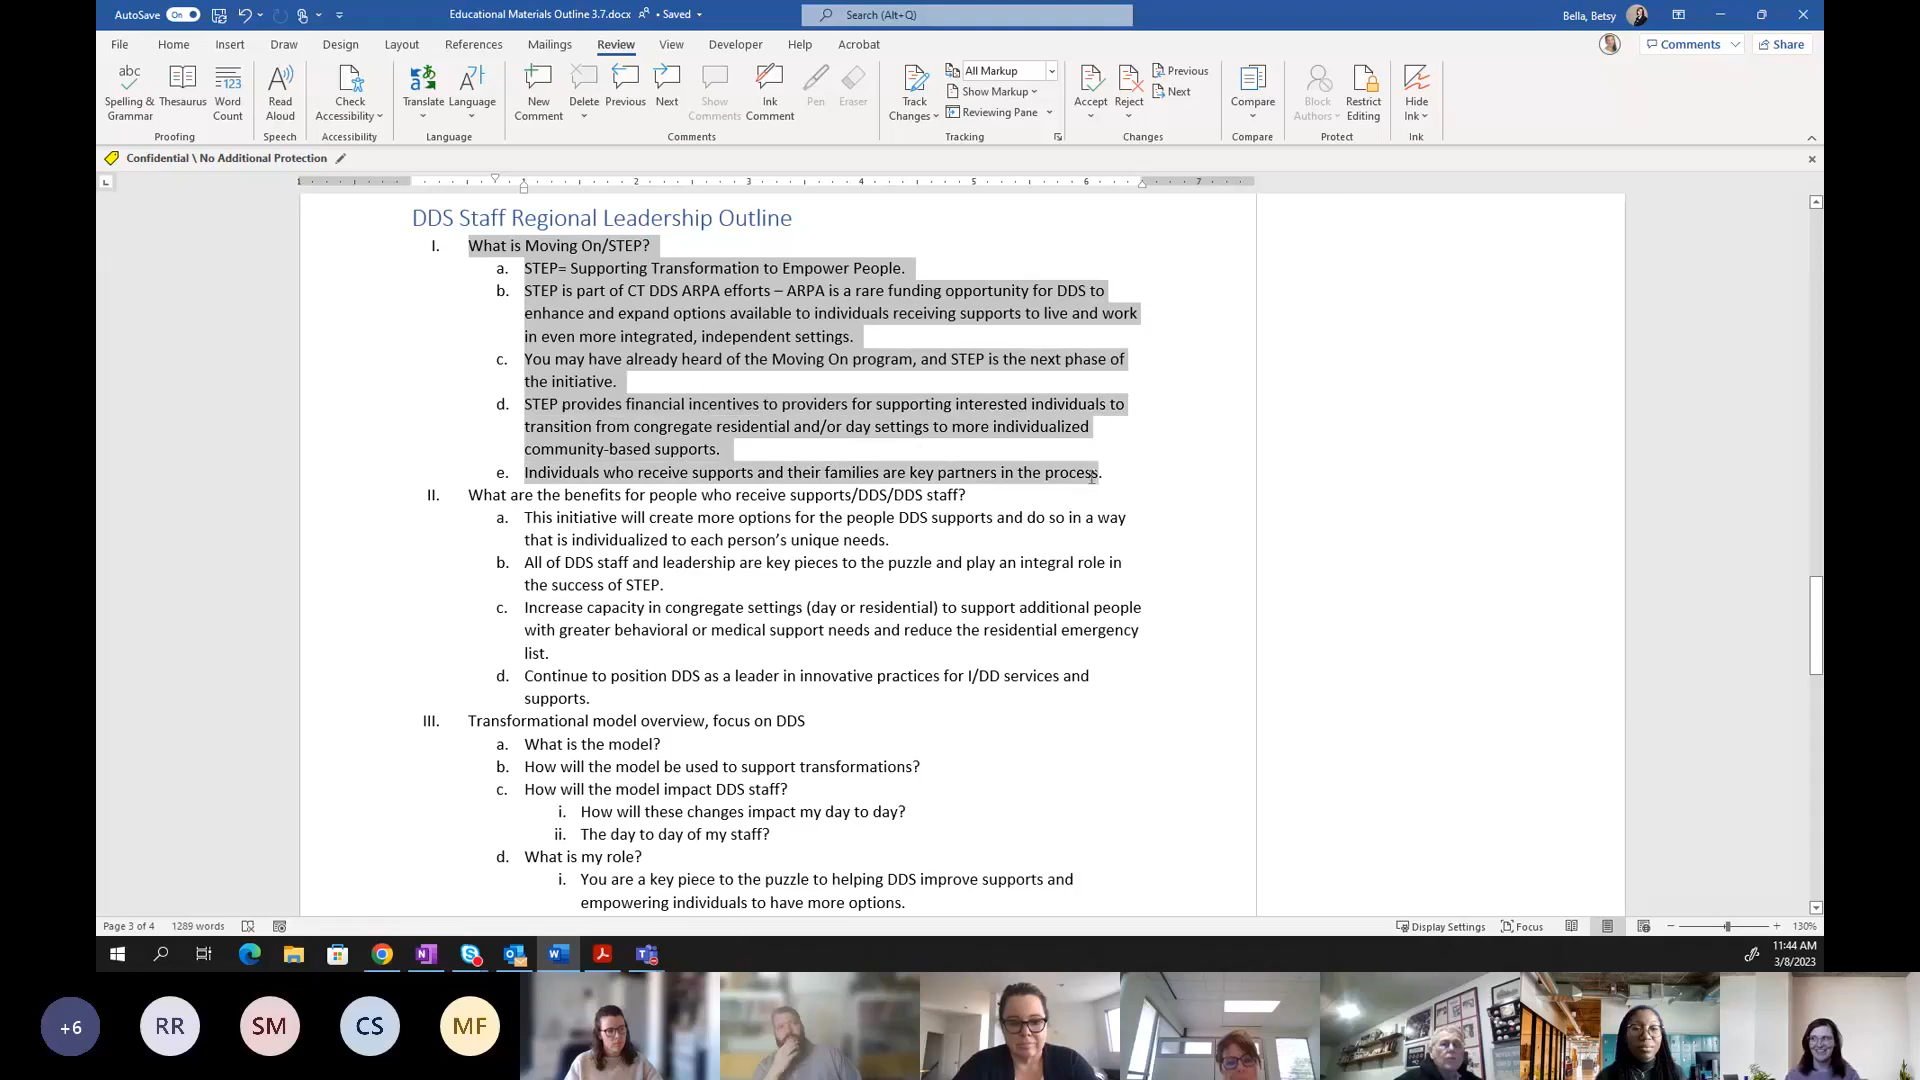 AutoSave On
Educational Materials Outline 3.7.docx • Saved
Search (Alt+Q)
Bella, Betsy
File Home Insert Draw Design Layout References Mailings Review View Developer Help Acrobat
Comments Share
Spelling & Grammar
Thesaurus
Word Count
Read Aloud
Check Accessibility
Translate
Language
New Comment
Delete
Previous
Next
Show Comments
Ink Comment
Pen
Eraser
Track Changes
All Markup
Show Markup
Reviewing Pane
Accept
Reject
Previous
Next
Compare
Block Authors
Restrict Editing
Hide Ink
Proofing Speech Accessibility Language Comments Tracking Changes Compare Protect Ink
Confidential \ No Additional Protection
1 1 2 3 4 5 6 7
DDS Staff Regional Leadership Outline
I. What is Moving On/STEP?
a. STEP= Supporting Transformation to Empower People.
b. STEP is part of CT DDS ARPA efforts – ARPA is a rare funding opportunity for DDS to
enhance and expand options available to individuals receiving supports to live and work
in even more integrated, independent settings.
c. You may have already heard of the Moving On program, and STEP is the next phase of
the initiative.
d. STEP provides financial incentives to providers for supporting interested individuals to
transition from congregate residential and/or day settings to more individualized
community-based supports.
e. Individuals who receive supports and their families are key partners in the process.
II. What are the benefits for people who receive supports/DDS/DDS staff?
a. This initiative will create more options for the people DDS supports and do so in a way
that is individualized to each person’s unique needs.
b. All of DDS staff and leadership are key pieces to the puzzle and play an integral role in
the success of STEP.
c. Increase capacity in congregate settings (day or residential) to support additional people
with greater behavioral or medical support needs and reduce the residential emergency
list.
d. Continue to position DDS as a leader in innovative practices for I/DD services and
supports.
III. Transformational model overview, focus on DDS
a. What is the model?
b. How will the model be used to support transformations?
c. How will the model impact DDS staff?
i. How will these changes impact my day to day?
ii. The day to day of my staff?
d. What is my role?
i. You are a key piece to the puzzle to helping DDS improve supports and
empowering individuals to have more options.
Page 3 of 4 1289 words
Display Settings Focus 130%
11:44 AM
3/8/2023
+6 RR SM CS MF